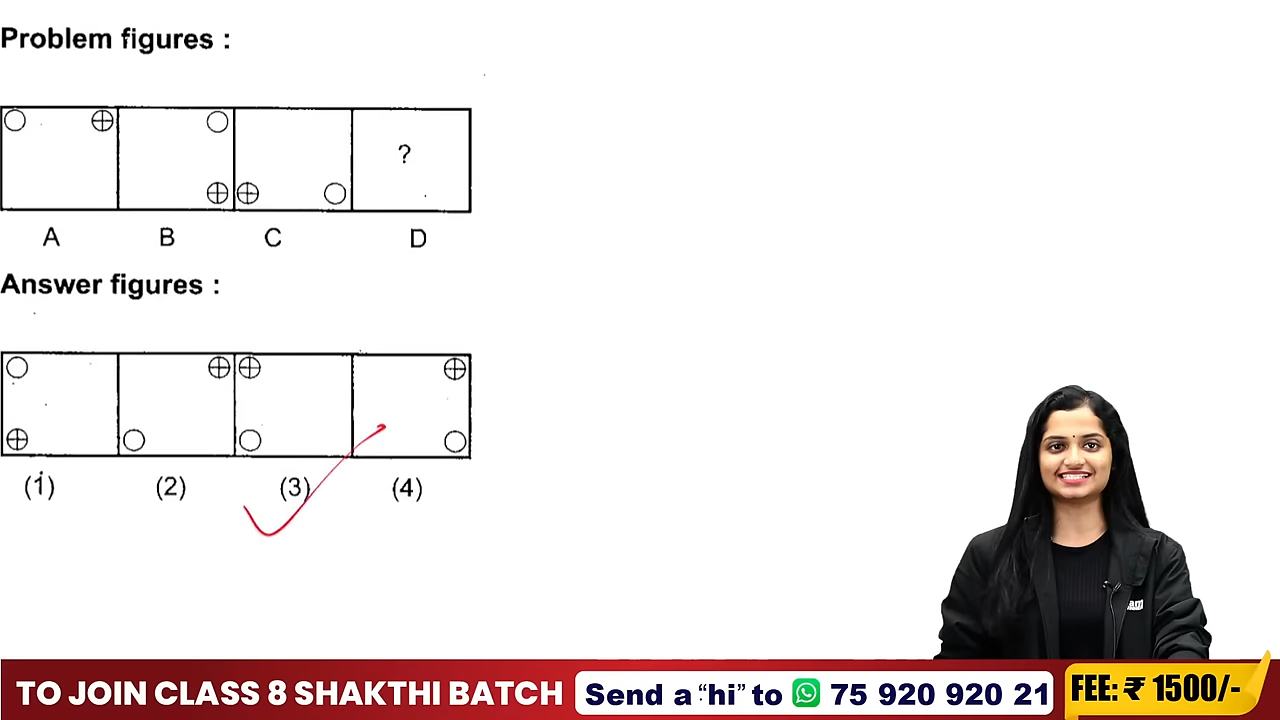 Problem figures :
?
A B C D
Answer figures :
(1) (2) (3) (4)
TO JOIN CLASS 8 SHAKTHI BATCH Send a “hi” to 75 920 920 21 FEE: ₹ 1500/-